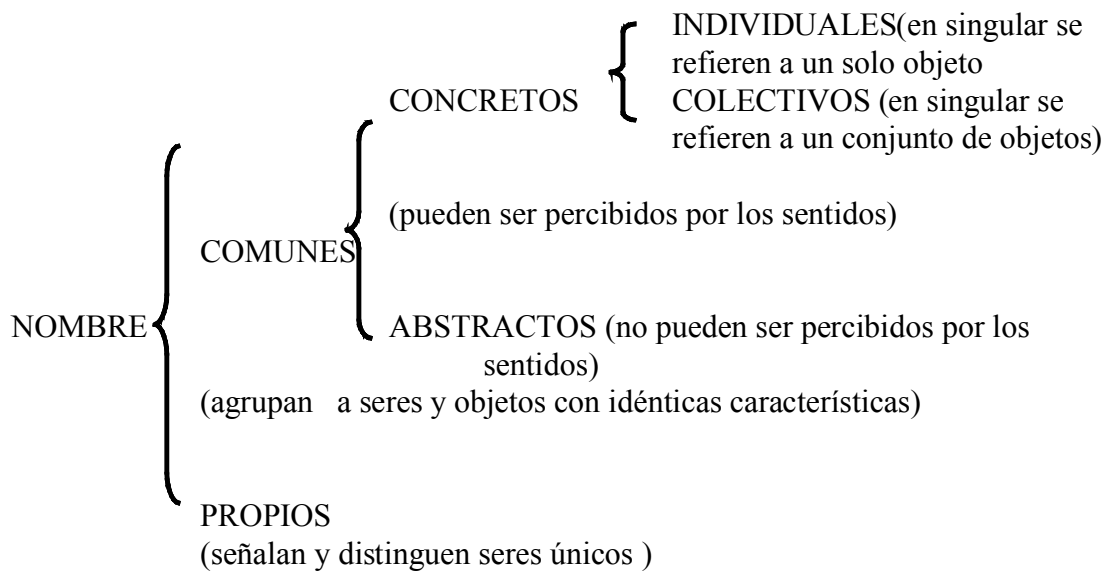 INDIVIDUALES(en singular se
refieren a un solo objeto
CONCRETOS
COLECTIVOS (en singular se
refieren a un conjunto de objetos)
(pueden ser percibidos por los sentidos)
COMUNES
NOMBRE
ABSTRACTOS (no pueden ser percibidos por los
sentidos)
(agrupan a seres y objetos con idénticas características) 
PROPIOS
(señalan y distinguen seres únicos )